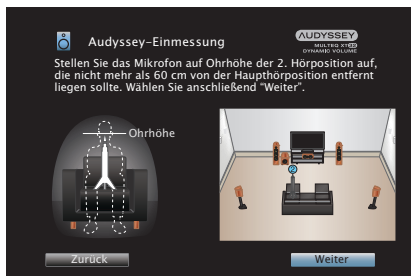 Audyssey-Einmessung
AUDYSSEY
MULTEQ XT32
DYNAMIC VOLUME
Stellen Sie das Mikrofon auf Ohrhöhe der 2. Hörposition auf,
die nicht mehr als 60 cm von der Haupthörposition entfernt
liegen sollte. Wählen Sie anschließend "Weiter".
Ohrhöhe
2
Zurück
Weiter